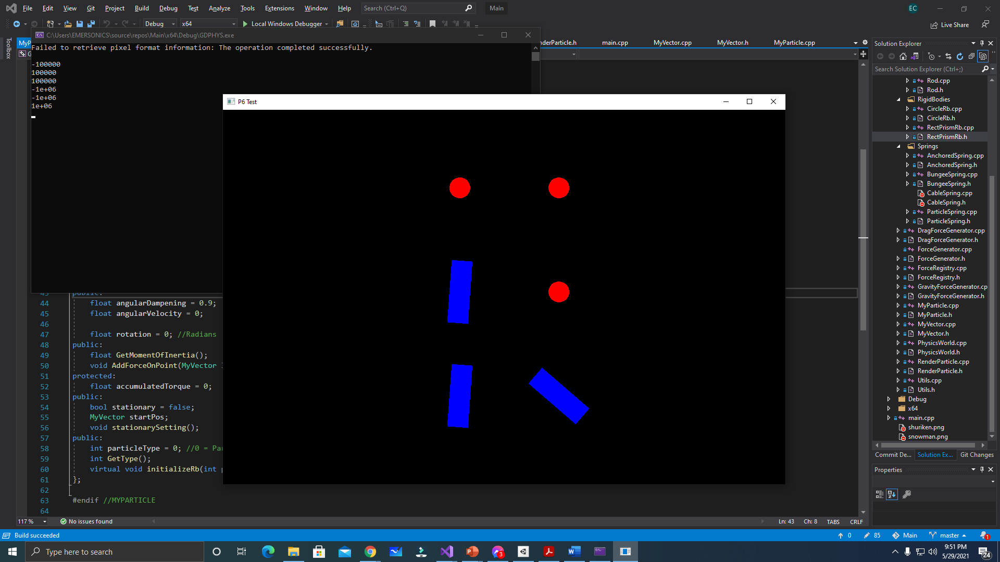 File Edit View Git Project Build Debug Test Analyze Tools Extensions Window Help Search (Ctrl+Q) Main EC
Debug x64 Local Windows Debugger Live Share
C:\Users\EMERSONICS\source\repos\Main\x64\Debug\GDPHYS.exe
Toolbox
MyP
nderParticle.h main.cpp MyVector.cpp MyVector.h MyParticle.cpp
Failed to retrieve pixel format information: The operation completed successfully.
-100000
100000
100000
-1e+06
-1e+06
1e+06
P6 Test
43 public:
44 float angularDampening = 0.9;
45 float angularVelocity = 0;
46
47 float rotation = 0; //Radians
48 public:
49 float GetMomentOfInertia();
50 void AddForceOnPoint(MyVector
51 protected:
52 float accumulatedTorque = 0;
53 public:
54 bool stationary = false;
55 MyVector startPos;
56 void stationarySetting();
57 public:
58 int particleType = 0; //0 = Pa
59 int GetType();
60 virtual void initializeRb(int
61 };
62
63 #endif //MYPARTICLE
64
117 % No issues found Ln: 43 Ch: 8 TABS CRLF
Solution Explorer
Search Solution Explorer (Ctrl+;)
Rod.cpp
Rod.h
RigidBodies
CircleRb.cpp
CircleRb.h
RectPrismRb.cpp
RectPrismRb.h
Springs
AnchoredSpring.cpp
AnchoredSpring.h
BungeeSpring.cpp
BungeeSpring.h
CableSpring.cpp
CableSpring.h
ParticleSpring.cpp
ParticleSpring.h
DragForceGenerator.cpp
DragForceGenerator.h
ForceGenerator.cpp
ForceGenerator.h
ForceRegistry.cpp
ForceRegistry.h
GravityForceGenerator.cp
GravityForceGenerator.h
MyParticle.cpp
MyParticle.h
MyVector.cpp
MyVector.h
PhysicsWorld.cpp
PhysicsWorld.h
RenderParticle.cpp
RenderParticle.h
Utils.cpp
Utils.h
Debug
x64
main.cpp
shuriken.png
snowman.png
Commit De... Solution Ex... Git Changes
Properties
Build succeeded 0 85 Main master 1
Type here to search 3 9:51 PM
5/29/2021 24